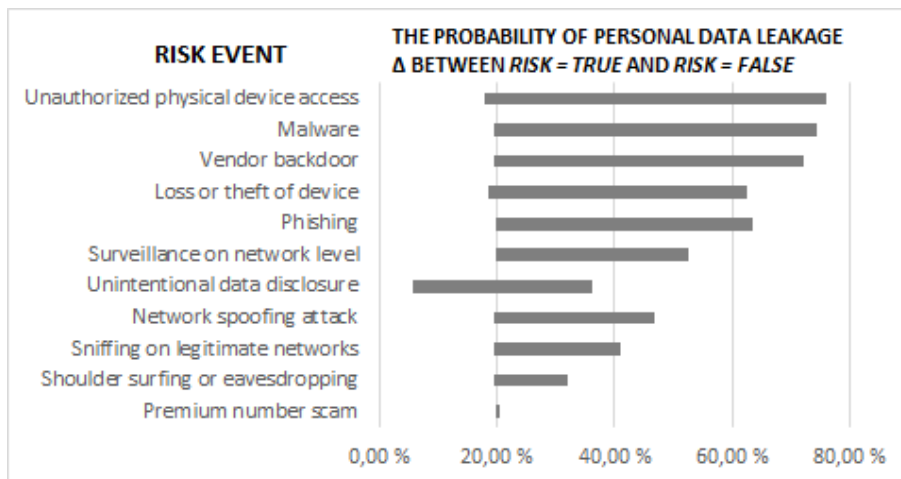 RISK EVENT
THE PROBABILITY OF PERSONAL DATA LEAKAGE
Δ BETWEEN RISK = TRUE AND RISK = FALSE
Unauthorized physical device access
Malware
Vendor backdoor
Loss or theft of device
Phishing
Surveillance on network level
Unintentional data disclosure
Network spoofing attack
Sniffing on legitimate networks
Shoulder surfing or eavesdropping
Premium number scam
0,00 % 20,00 % 40,00 % 60,00 % 80,00 %